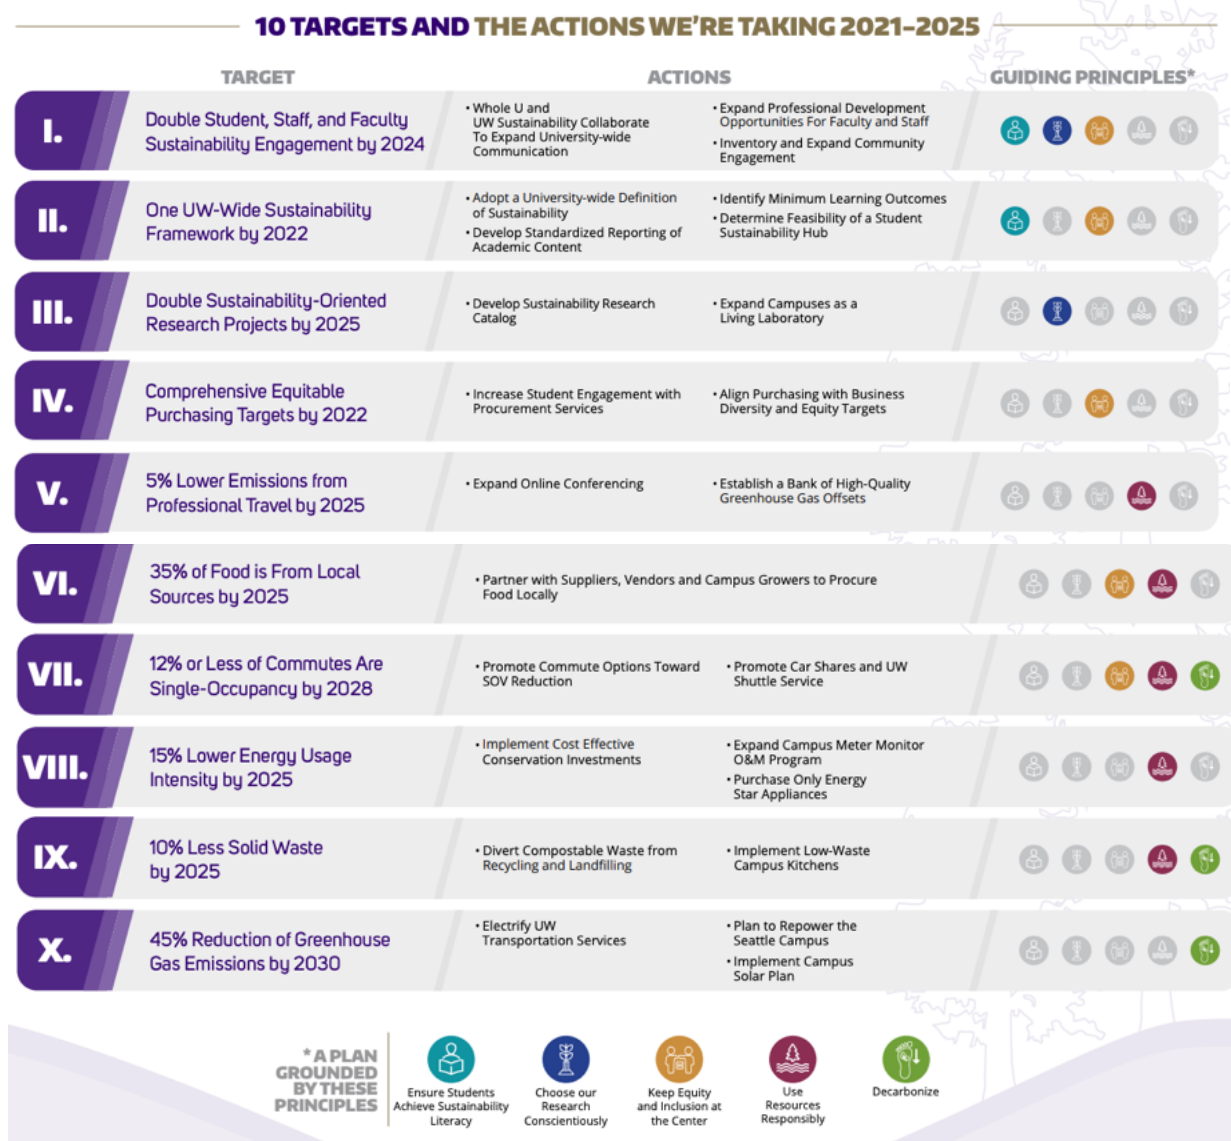 10 TARGETS AND THE ACTIONS WE'RE TAKING 2021–2025
TARGET
ACTIONS
GUIDING PRINCIPLES*
I.
Double Student, Staff, and Faculty
Sustainability Engagement by 2024
• Whole U and
UW Sustainability Collaborate
To Expand University-wide
Communication
• Expand Professional Development
Opportunities For Faculty and Staff
• Inventory and Expand Community
Engagement
II.
One UW-Wide Sustainability
Framework by 2022
• Adopt a University-wide Definition
of Sustainability
• Develop Standardized Reporting of
Academic Content
• Identify Minimum Learning Outcomes
• Determine Feasibility of a Student
Sustainability Hub
III.
Double Sustainability-Oriented
Research Projects by 2025
• Develop Sustainability Research
Catalog
• Expand Campuses as a
Living Laboratory
IV.
Comprehensive Equitable
Purchasing Targets by 2022
• Increase Student Engagement with
Procurement Services
• Align Purchasing with Business
Diversity and Equity Targets
V.
5% Lower Emissions from
Professional Travel by 2025
• Expand Online Conferencing
• Establish a Bank of High-Quality
Greenhouse Gas Offsets
VI.
35% of Food is From Local
Sources by 2025
• Partner with Suppliers, Vendors and Campus Growers to Procure
Food Locally
VII.
12% or Less of Commutes Are
Single-Occupancy by 2028
• Promote Commute Options Toward
SOV Reduction
• Promote Car Shares and UW
Shuttle Service
VIII.
15% Lower Energy Usage
Intensity by 2025
• Implement Cost Effective
Conservation Investments
• Expand Campus Meter Monitor
O&M Program
• Purchase Only Energy
Star Appliances
IX.
10% Less Solid Waste
by 2025
• Divert Compostable Waste from
Recycling and Landfilling
• Implement Low-Waste
Campus Kitchens
X.
45% Reduction of Greenhouse
Gas Emissions by 2030
• Electrify UW
Transportation Services
• Plan to Repower the
Seattle Campus
• Implement Campus
Solar Plan
* A PLAN
GROUNDED
BY THESE
PRINCIPLES
Ensure Students
Achieve Sustainability
Literacy
Choose our
Research
Conscientiously
Keep Equity
and Inclusion at
the Center
Use
Resources
Responsibly
Decarbonize